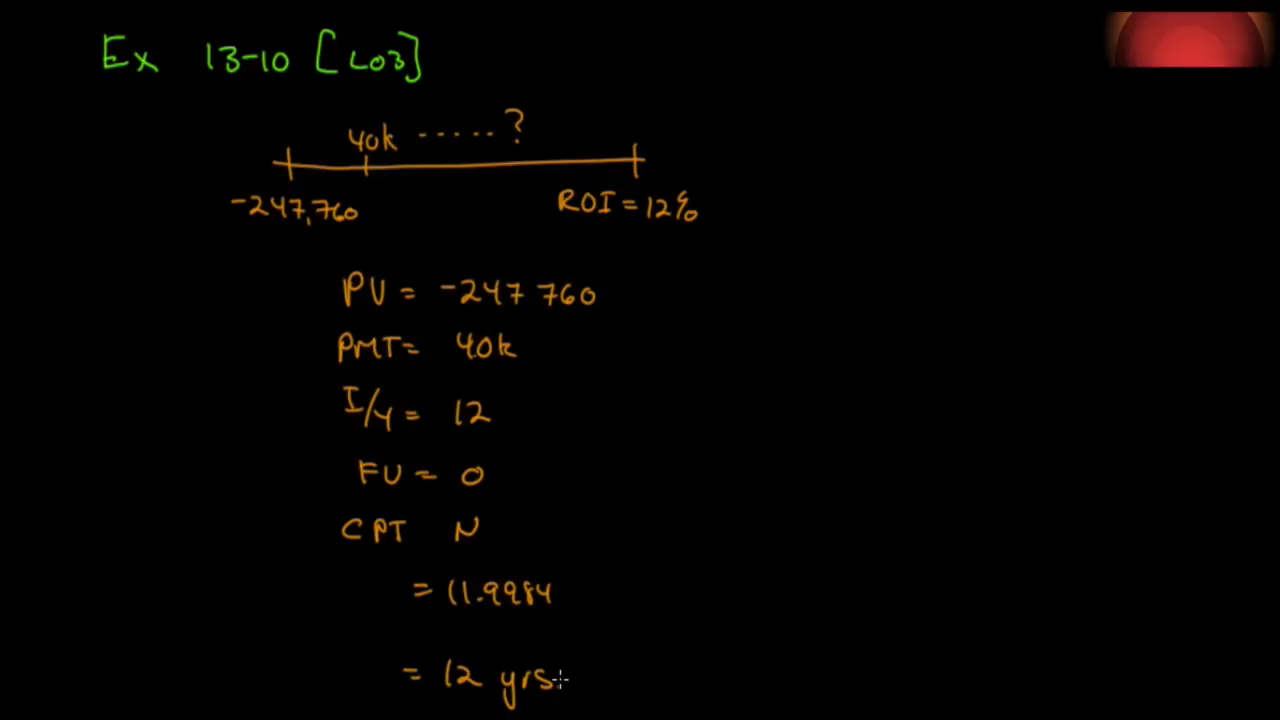 Ex 13-10 [LO3]
40k ------ ?
-247,760 ROI = 12%
PV = -247 760
PMT = 40k
I/Y = 12
FV = 0
CPT N
= 11.9984
= 12 yrs